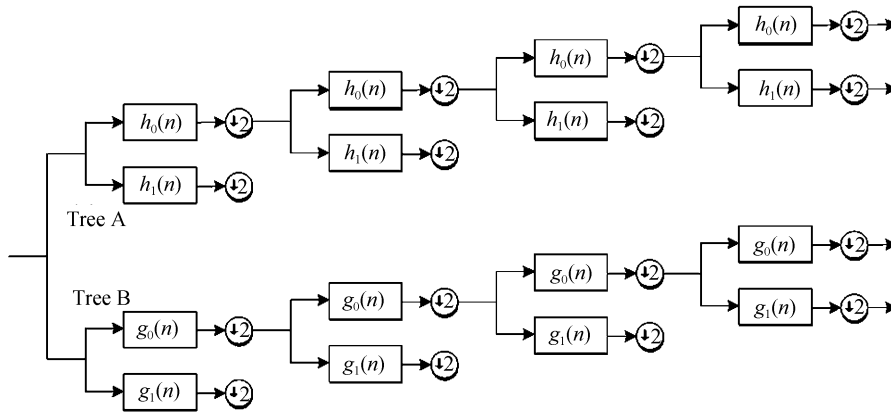 h₀(n) ↓2
h₀(n) ↓2
h₀(n) ↓2
h₁(n) ↓2
h₀(n) ↓2
h₁(n) ↓2
h₁(n) ↓2
h₁(n) ↓2
Tree A
g₀(n) ↓2
g₀(n) ↓2
Tree B
g₀(n) ↓2
g₁(n) ↓2
g₀(n) ↓2
g₁(n) ↓2
g₁(n) ↓2
g₁(n) ↓2